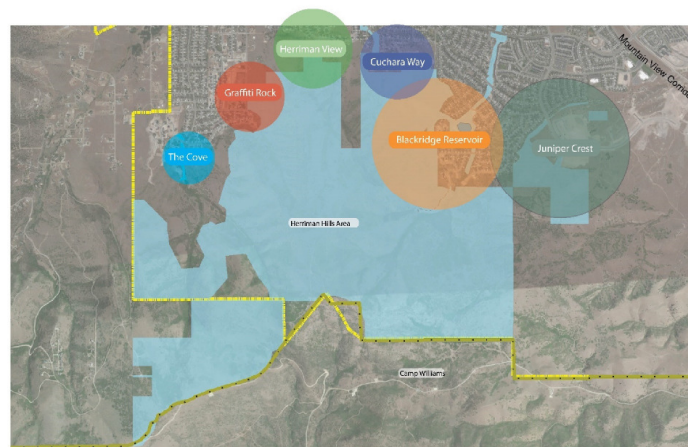 Herriman View
Cuchara Way
Mountain View Corridor
Graffiti Rock
Blackridge Reservoir
Juniper Crest
The Cove
Herriman Hills Area
Camp Williams